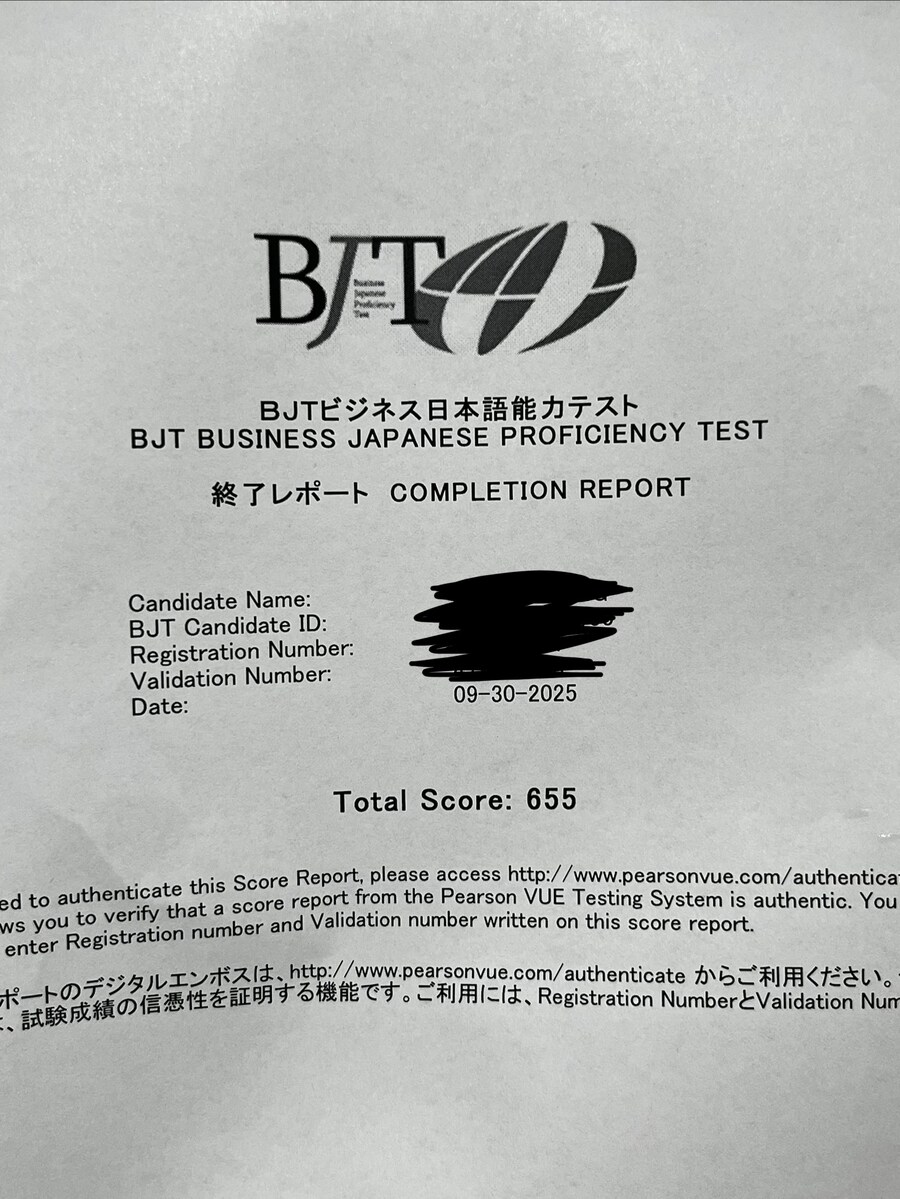 BJT
Business
Japanese
Proficiency
Test
BJTビジネス日本語能力テスト
BJT BUSINESS JAPANESE PROFICIENCY TEST
終了レポート COMPLETION REPORT
Candidate Name:
BJT Candidate ID:
Registration Number:
Validation Number:
Date: 09-30-2025
Total Score: 655
ed to authenticate this Score Report, please access http://www.pearsonvue.com/authenticat
ws you to verify that a score report from the Pearson VUE Testing System is authentic. You
enter Registration number and Validation number written on this score report.
ポートのデジタルエンボスは、http://www.pearsonvue.com/authenticate からご利用ください。
、試験成績の信憑性を証明する機能です。ご利用には、Registration NumberとValidation Num